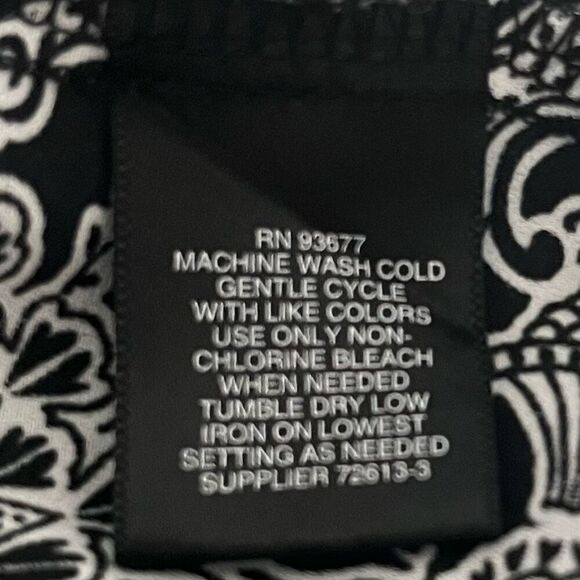 RN 93677
MACHINE WASH COLD
GENTLE CYCLE
WITH LIKE COLORS
USE ONLY NON-
CHLORINE BLEACH
WHEN NEEDED
TUMBLE DRY LOW
IRON ON LOWEST
SETTING AS NEEDED
SUPPLIER 72613-3